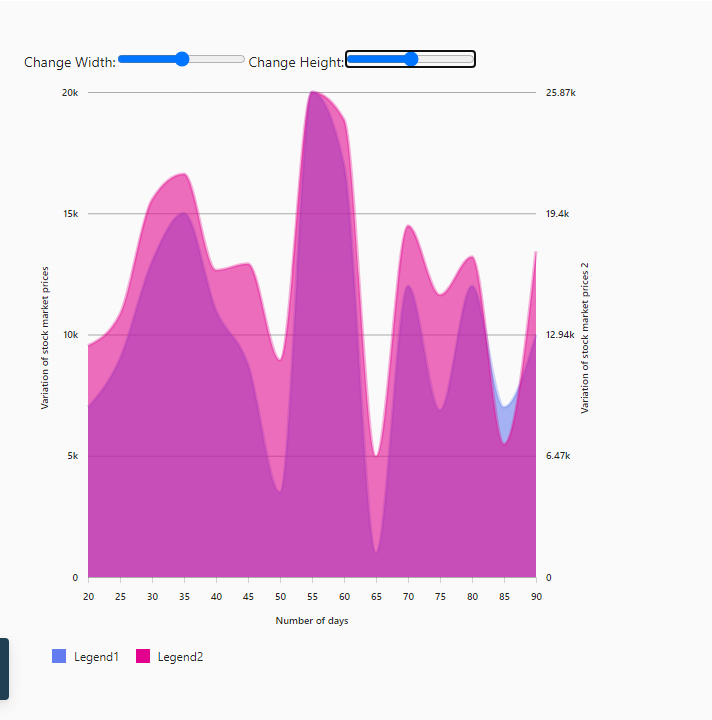 Change Width: Change Height:
20k 25.87k
15k 19.4k
10k 12.94k
5k 6.47k
0 0
Variation of stock market prices
Variation of stock market prices 2
20 25 30 35 40 45 50 55 60 65 70 75 80 85 90
Number of days
Legend1 Legend2